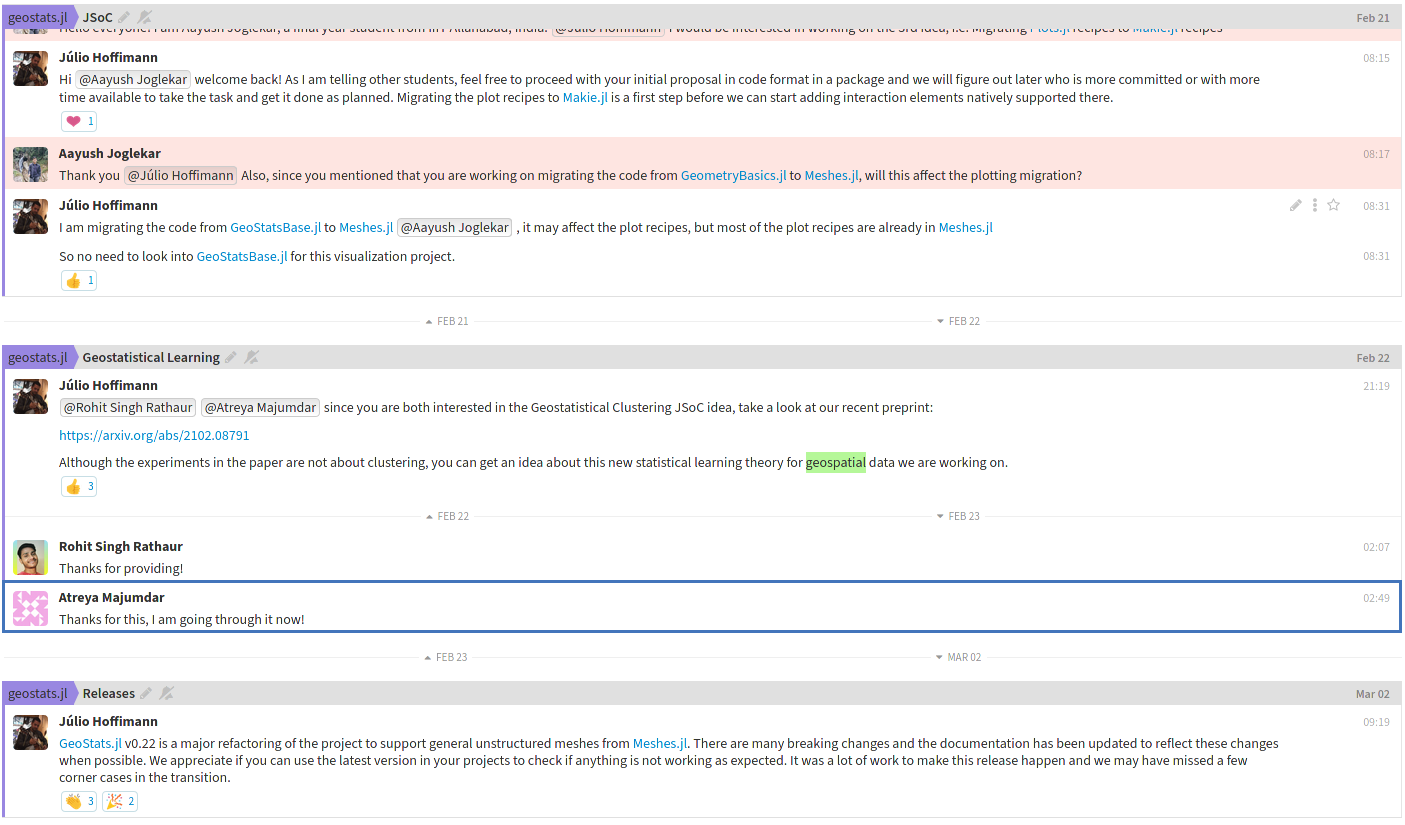 geostats.jl JSoC Feb 21
Hello everyone! I am Aayush Joglekar, a final year student from IIT Allahabad, India. @Júlio Hoffmann I would be interested in working on the 3rd idea, i.e. Migrating Plots.jl recipes to Makie.jl recipes
Júlio Hoffmann 08:15
Hi @Aayush Joglekar welcome back! As I am telling other students, feel free to proceed with your initial proposal in code format in a package and we will figure out later who is more committed or with more
time available to take the task and get it done as planned. Migrating the plot recipes to Makie.jl is a first step before we can start adding interaction elements natively supported there.
❤ 1
Aayush Joglekar 08:17
Thank you @Júlio Hoffmann Also, since you mentioned that you are working on migrating the code from GeometryBasics.jl to Meshes.jl, will this affect the plotting migration?
Júlio Hoffmann 08:31
I am migrating the code from GeoStatsBase.jl to Meshes.jl @Aayush Joglekar , it may affect the plot recipes, but most of the plot recipes are already in Meshes.jl
So no need to look into GeoStatsBase.jl for this visualization project. 08:31
👍 1
FEB 21 FEB 22
geostats.jl Geostatistical Learning Feb 22
Júlio Hoffmann 21:19
@Rohit Singh Rathaur @Atreya Majumdar since you are both interested in the Geostatistical Clustering JSoC idea, take a look at our recent preprint:
https://arxiv.org/abs/2102.08791
Although the experiments in the paper are not about clustering, you can get an idea about this new statistical learning theory for geospatial data we are working on.
👍 3
FEB 22 FEB 23
Rohit Singh Rathaur 02:07
Thanks for providing!
Atreya Majumdar 02:49
Thanks for this, I am going through it now!
FEB 23 MAR 02
geostats.jl Releases Mar 02
Júlio Hoffmann 09:19
GeoStats.jl v0.22 is a major refactoring of the project to support general unstructured meshes from Meshes.jl. There are many breaking changes and the documentation has been updated to reflect these changes
when possible. We appreciate if you can use the latest version in your projects to check if anything is not working as expected. It was a lot of work to make this release happen and we may have missed a few
corner cases in the transition.
👏 3 🎉 2